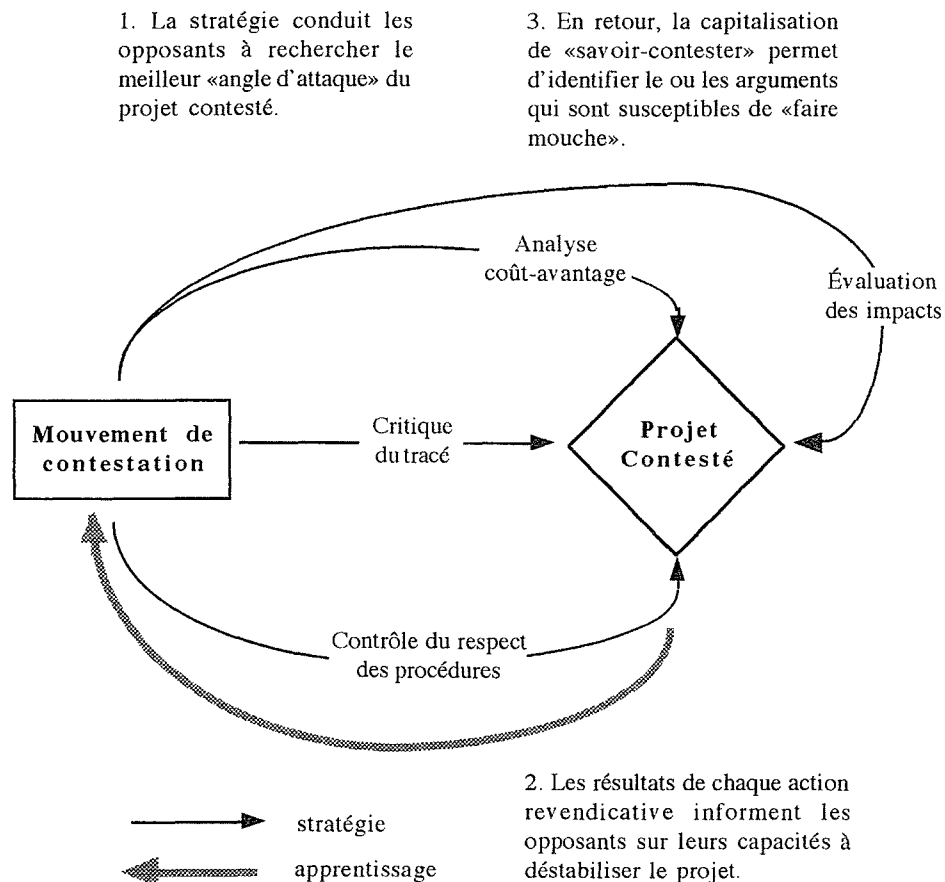 1. La stratégie conduit les
opposants à rechercher le
meilleur «angle d'attaque» du
projet contesté.
3. En retour, la capitalisation
de «savoir-contester» permet
d'identifier le ou les arguments
qui sont susceptibles de «faire
mouche».
Analyse
coût-avantage
Évaluation
des impacts
Mouvement de
contestation
Critique
du tracé
Projet
Contesté
Contrôle du respect
des procédures
2. Les résultats de chaque action
revendicative informent les
opposants sur leurs capacités à
déstabiliser le projet.
stratégie
apprentissage